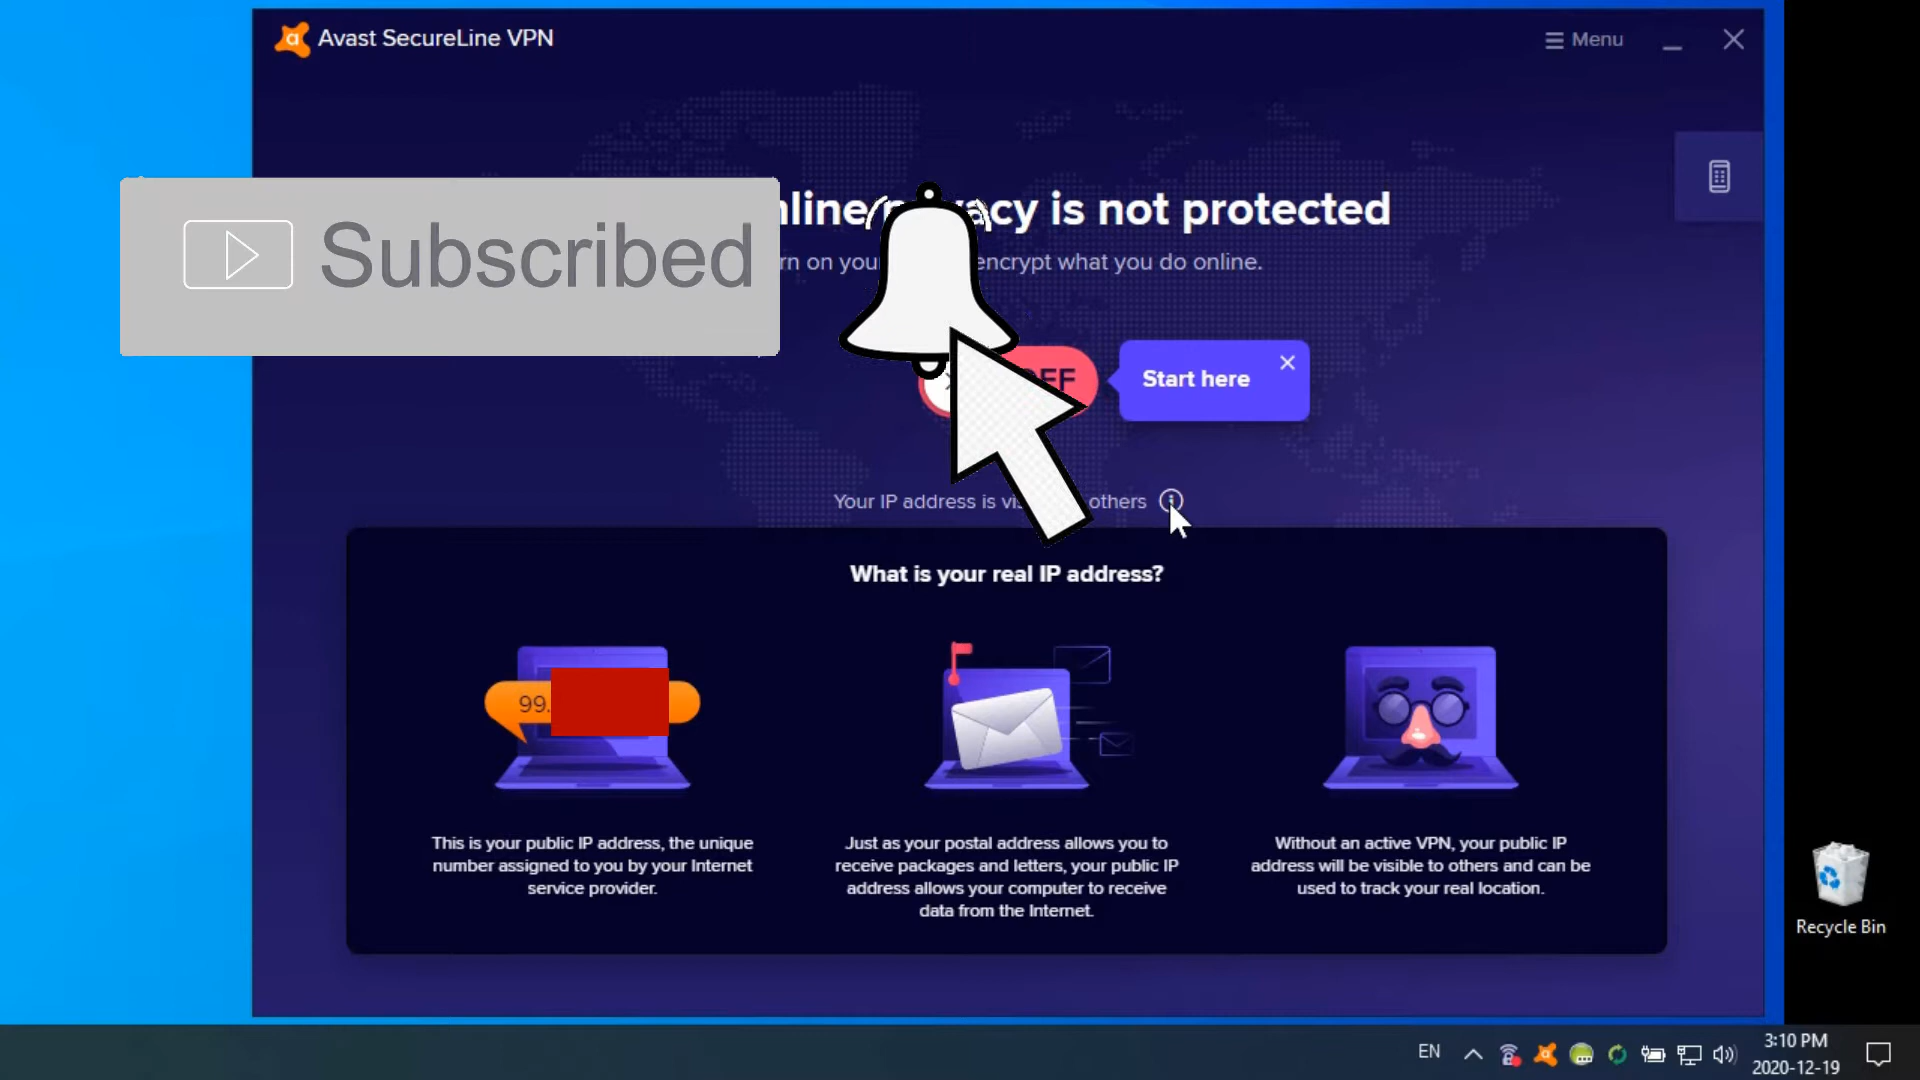 Avast SecureLine VPN
Menu
Subscribed
is not protected
encrypt what you do online.
Start here
Your IP address is others
What is your real IP address?
99.
This is your public IP address, the unique
number assigned to you by your Internet
service provider.
Just as your postal address allows you to
receive packages and letters, your public IP
address allows your computer to receive
data from the Internet.
Without an active VPN, your public IP
address will be visible to others and can be
used to track your real location.
Recycle Bin
EN
3:10 PM
2020-12-19